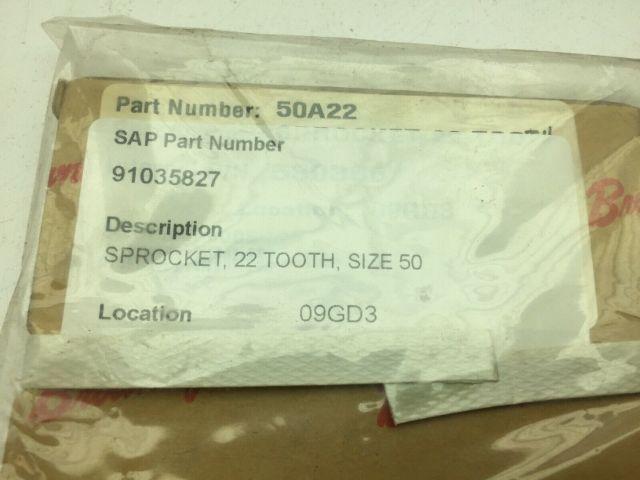 Part Number: 50A22
SAP Part Number
91035827
Description
SPROCKET, 22 TOOTH, SIZE 50
Location 09GD3